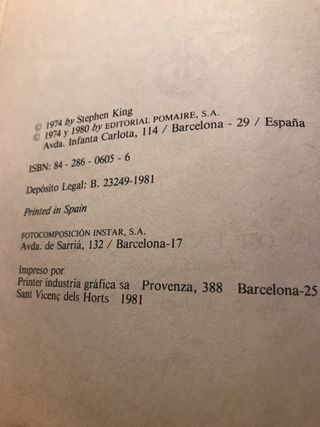 © 1974 by Stephen King
© 1974 y 1980 by EDITORIAL POMAIRE, S.A.
Avda. Infanta Carlota, 114 / Barcelona - 29 / España
ISBN: 84 - 286 - 0605 - 6
Depósito Legal: B. 23249-1981
Printed in Spain
FOTOCOMPOSICIÓN INSTAR, S.A.
Avda. de Sarriá, 132 / Barcelona-17
Impreso por
Printer industria gráfica sa Provenza, 388 Barcelona-25
Sant Vicenç dels Horts 1981